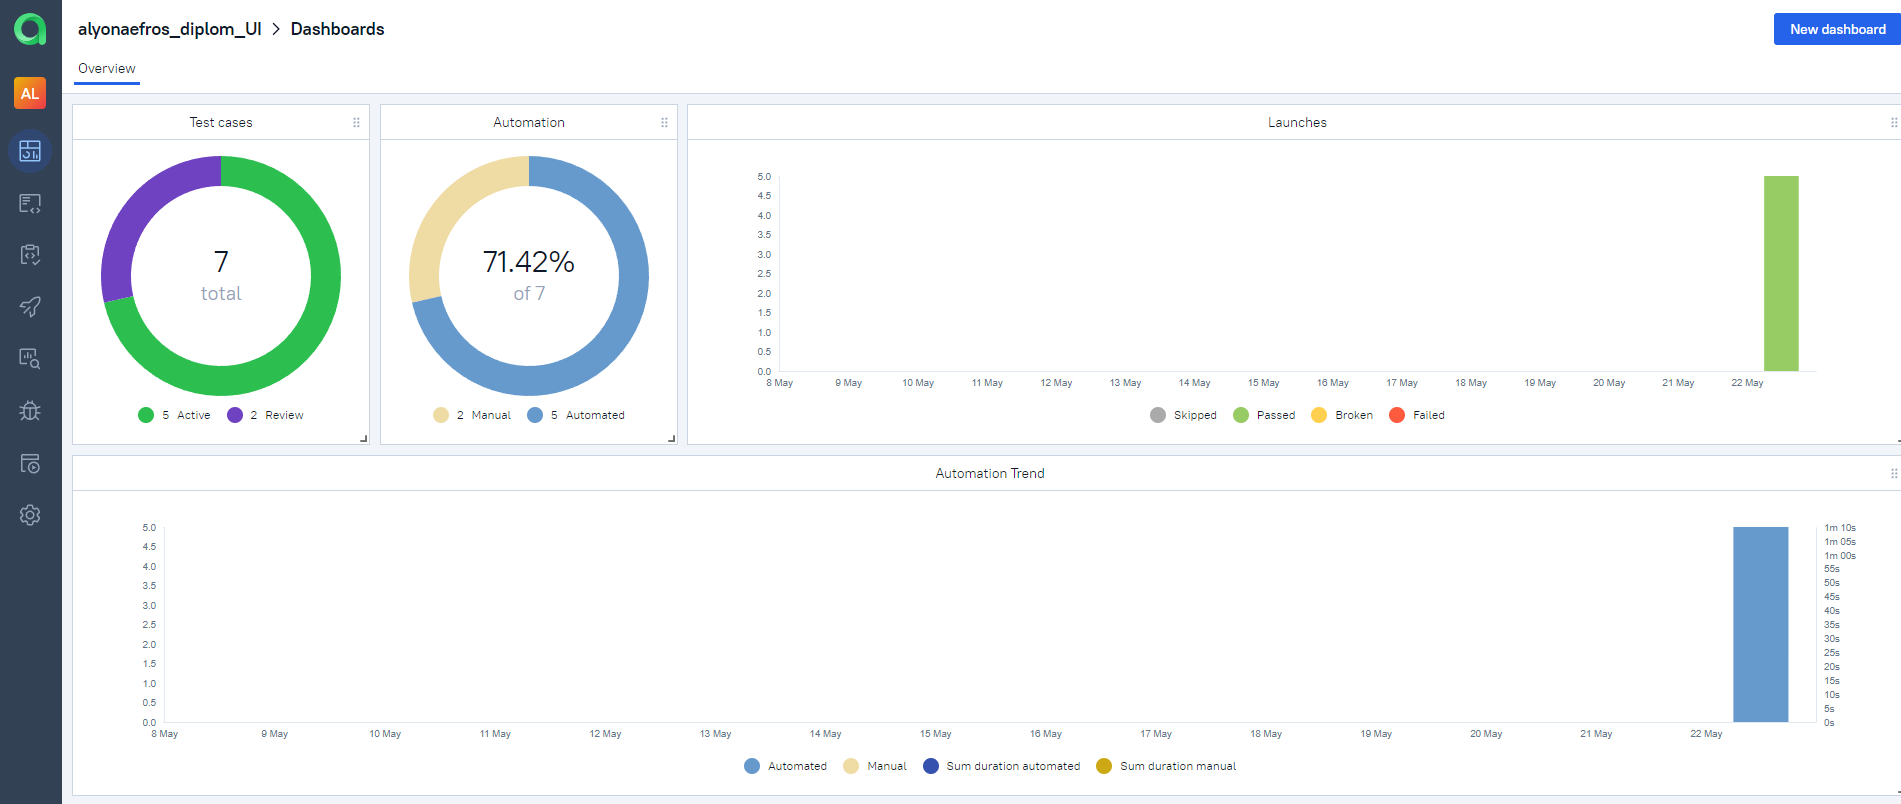 alyonaefros_diplom_UI > Dashboards
New dashboard
Overview
AL
Test cases
7
total
5 Active 2 Review
Automation
71.42%
of 7
2 Manual 5 Automated
Launches
5.0
4.5
4.0
3.5
3.0
2.5
2.0
1.5
1.0
0.5
0.0
8 May 9 May 10 May 11 May 12 May 13 May 14 May 15 May 16 May 17 May 18 May 19 May 20 May 21 May 22 May
Skipped Passed Broken Failed
Automation Trend
5.0
4.5
4.0
3.5
3.0
2.5
2.0
1.5
1.0
0.5
0.0
1m 10s
1m 05s
1m 00s
55s
50s
45s
40s
35s
30s
25s
20s
15s
10s
5s
0s
8 May 9 May 10 May 11 May 12 May 13 May 14 May 15 May 16 May 17 May 18 May 19 May 20 May 21 May 22 May
Automated Manual Sum duration automated Sum duration manual